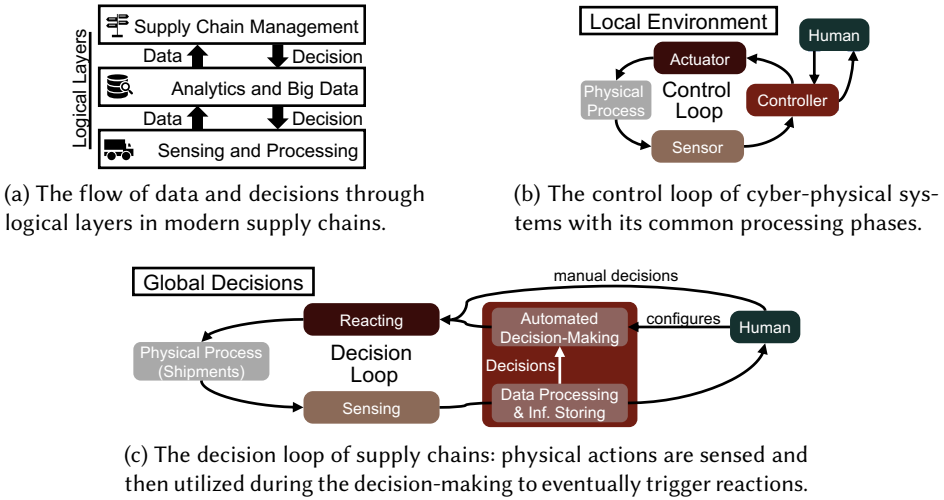 Logical Layers
Supply Chain Management
Data
Decision
Analytics and Big Data
Data
Decision
Sensing and Processing
(a) The flow of data and decisions through
logical layers in modern supply chains.
Local Environment
Human
Actuator
Physical
Process
Control
Loop
Controller
Sensor
(b) The control loop of cyber-physical sys-
tems with its common processing phases.
Global Decisions
manual decisions
Reacting
Automated
Decision-Making
configures
Human
Physical Process
(Shipments)
Decision
Loop
Decisions
Sensing
Data Processing
& Inf. Storing
(c) The decision loop of supply chains: physical actions are sensed and
then utilized during the decision-making to eventually trigger reactions.